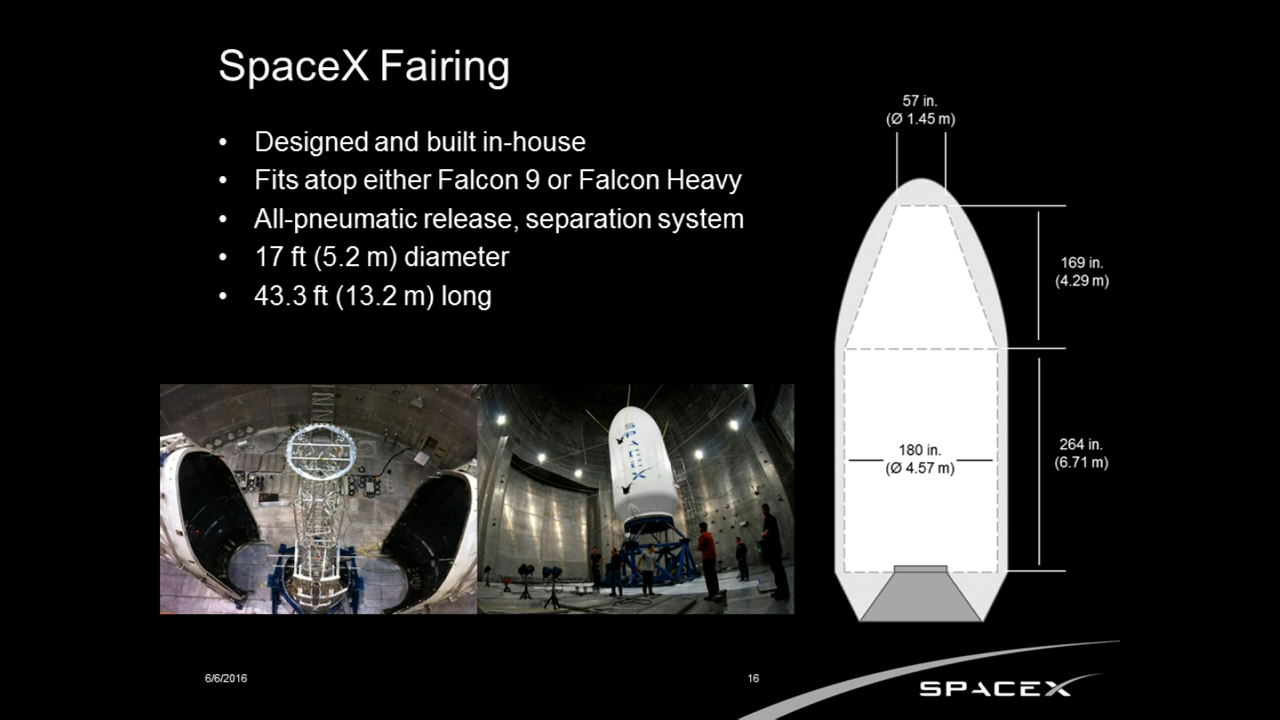 SpaceX Fairing
• Designed and built in-house
• Fits atop either Falcon 9 or Falcon Heavy
• All-pneumatic release, separation system
• 17 ft (5.2 m) diameter
• 43.3 ft (13.2 m) long
57 in.
(Ø 1.45 m)
169 in.
(4.29 m)
180 in.
(Ø 4.57 m)
264 in.
(6.71 m)
SPACEX
6/6/2016
16
SPACEX